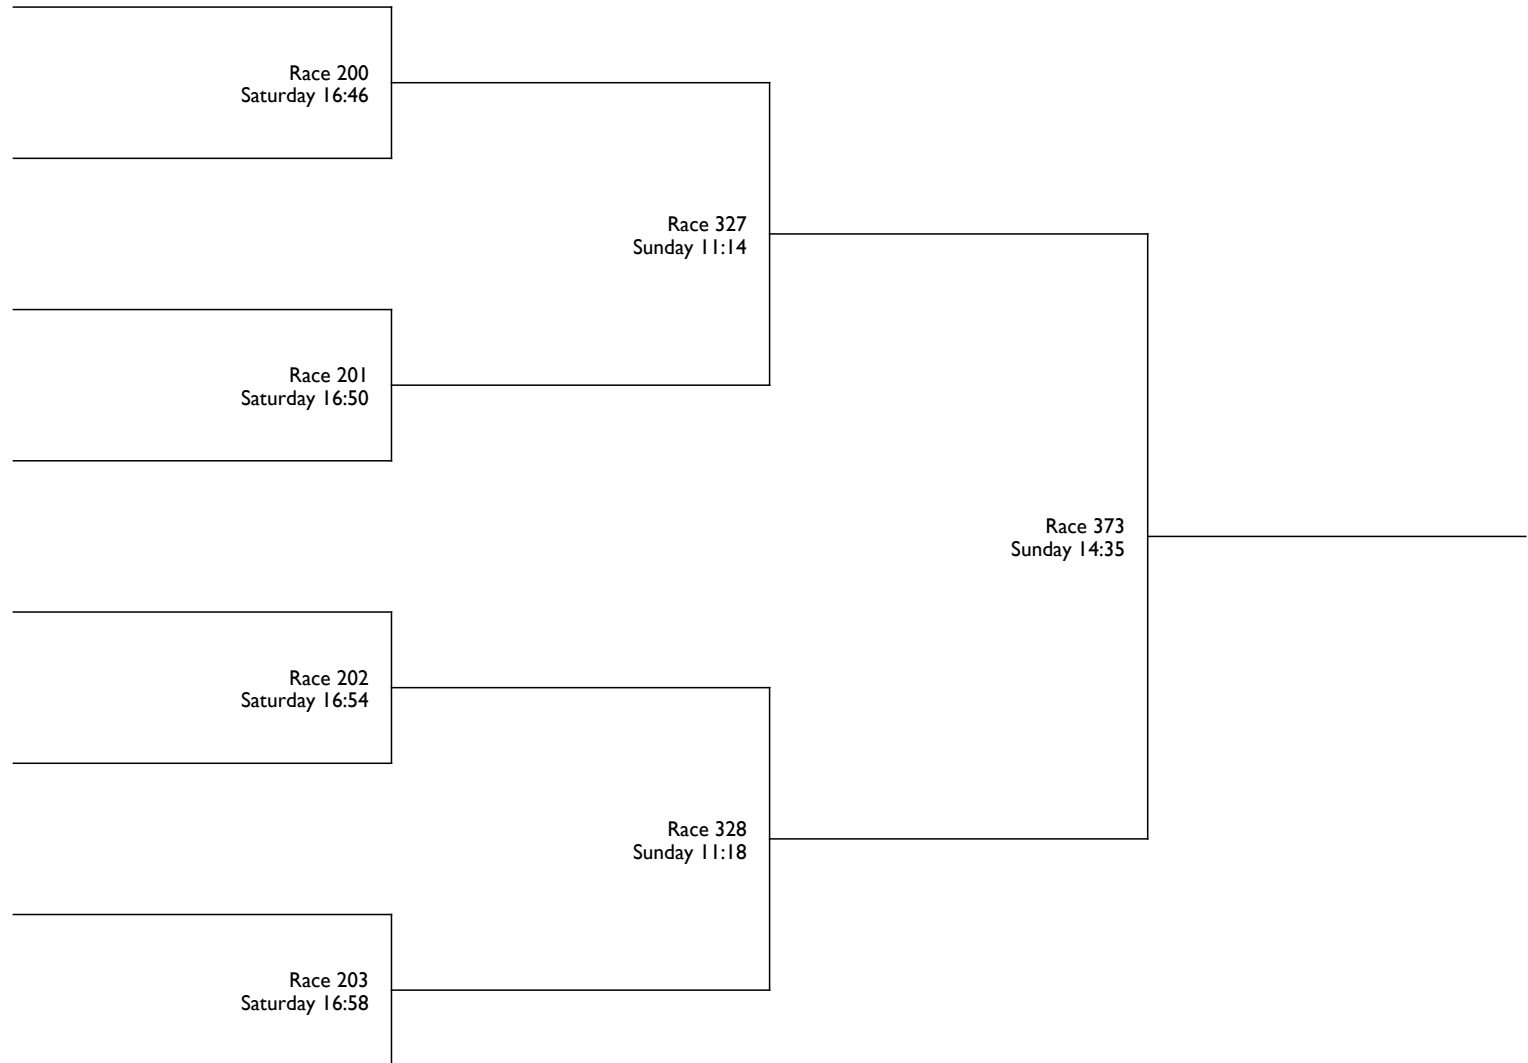 Race 200
Saturday 16:46
Race 327
Sunday 11:14
Race 201
Saturday 16:50
Race 373
Sunday 14:35
Race 202
Saturday 16:54
Race 328
Sunday 11:18
Race 203
Saturday 16:58